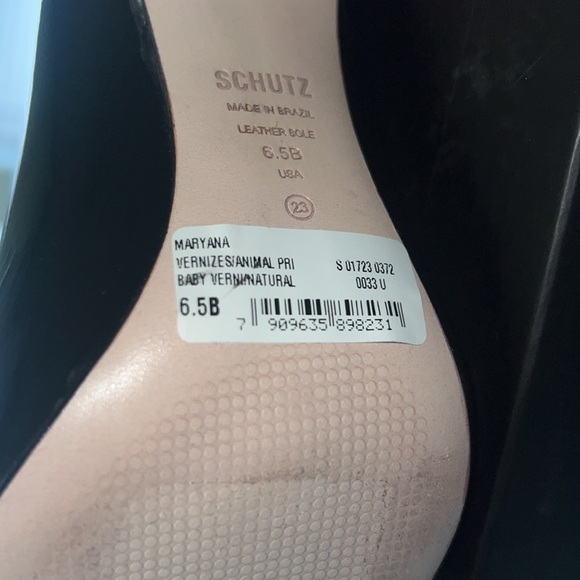 SCHUTZ
MADE IN BRAZIL
LEATHER SOLE
6.5B
USA
23
MARYANA
VERNIZES/ANIMAL PRI S 01723 0372
BABY VERNI/NATURAL 0033 U
6.5B
7 909635 898231